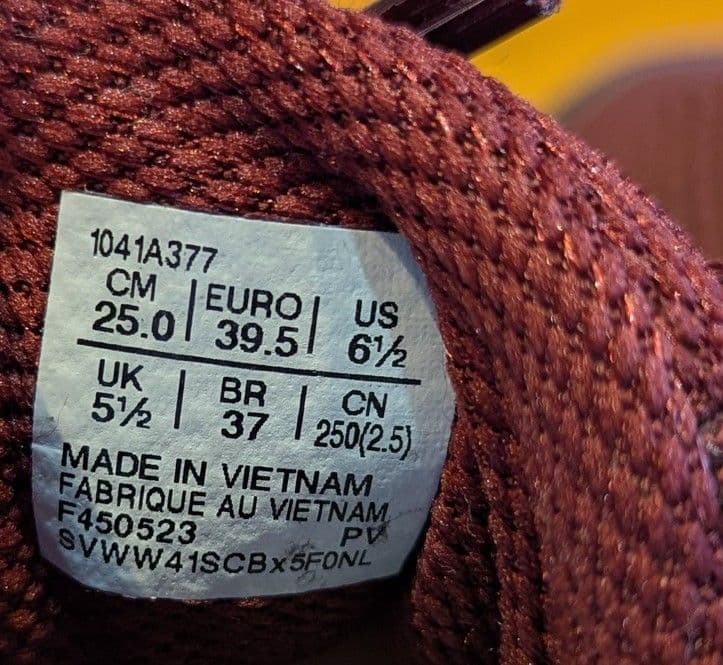 1041A377
CM EURO US
25.0 39.5 6½
UK BR CN
5½ 37 250(2.5)
MADE IN VIETNAM
FABRIQUE AU VIETNAM
F450523 PV
SVWW41SCBx5F0NL